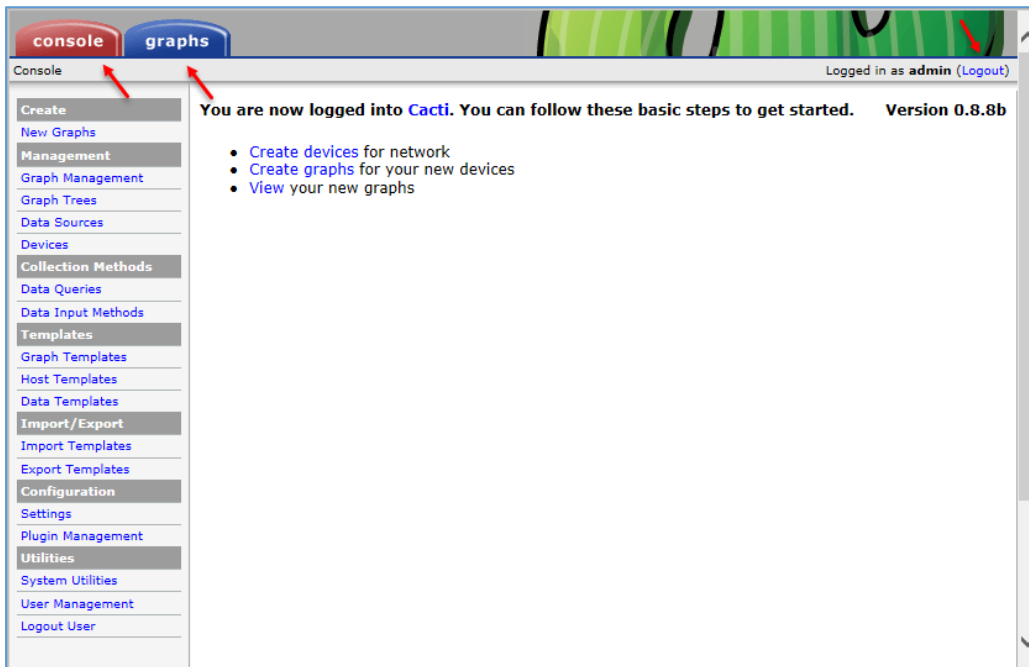 console graphs
Console Logged in as admin (Logout)
Create
New Graphs
Management
Graph Management
Graph Trees
Data Sources
Devices
Collection Methods
Data Queries
Data Input Methods
Templates
Graph Templates
Host Templates
Data Templates
Import/Export
Import Templates
Export Templates
Configuration
Settings
Plugin Management
Utilities
System Utilities
User Management
Logout User
You are now logged into Cacti. You can follow these basic steps to get started. Version 0.8.8b
• Create devices for network
• Create graphs for your new devices
• View your new graphs